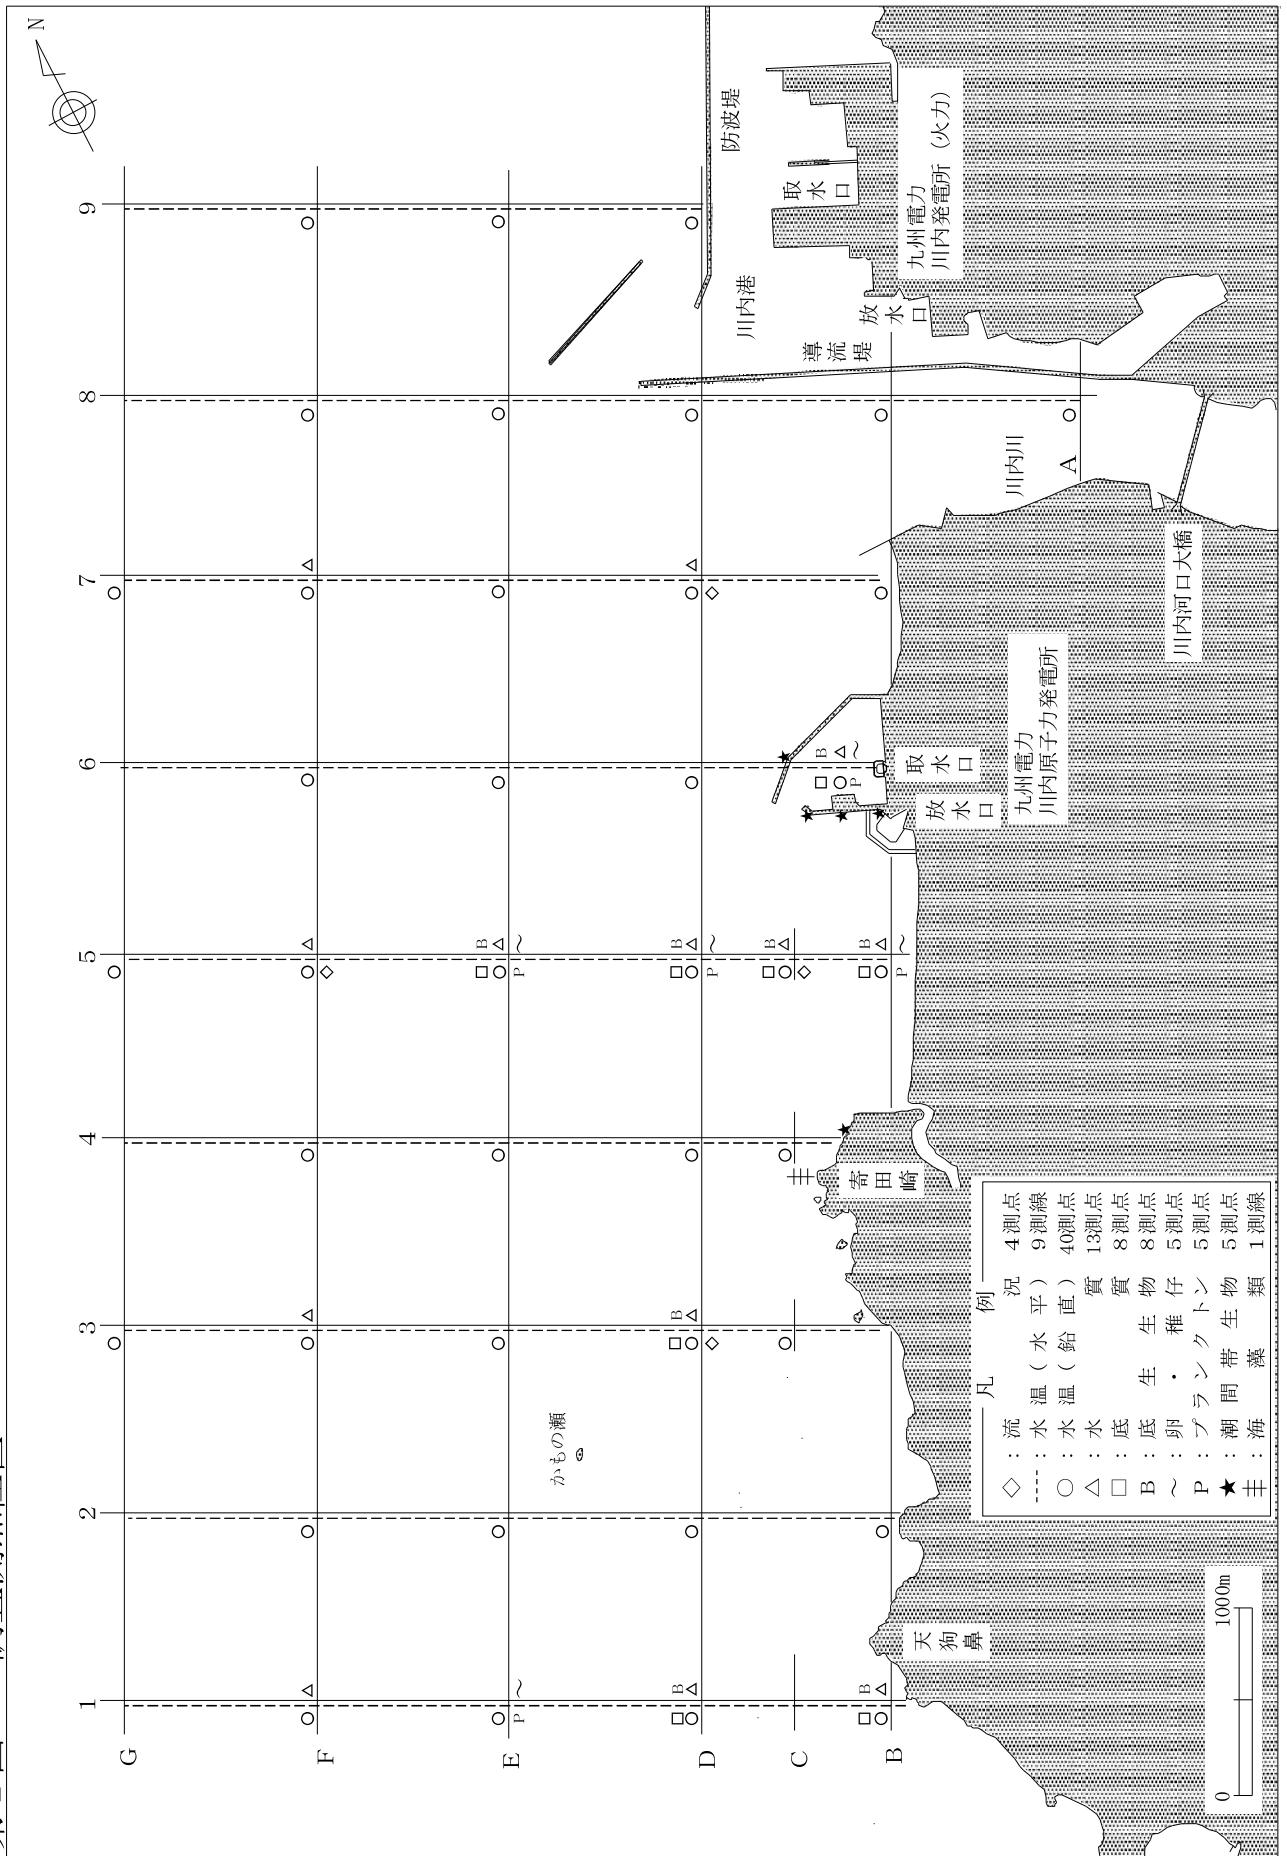 N
1
2
3
4
5
6
7
8
9
G
F
E
D
C
B
A
防波堤
取水口
九州電力
川内発電所（火力）
川内港
放水口
導流堤
川内川
川内河口大橋
取水口
放水口
九州電力
川内原子力発電所
寄田崎
かもの瀬
天狗鼻
P
B
B
B
B
P
B
P
B
B
P
B
P
凡例
◇：流況 4測点
----：水温（水平） 9測線
○：水温（鉛直） 40測点
△：水質 13測点
□：底質 8測点
B：底生生物 8測点
～：卵・稚仔 5測点
P：プランクトン 5測点
★：潮間帯生物 5測点
：海藻類 1測線
0 1000m